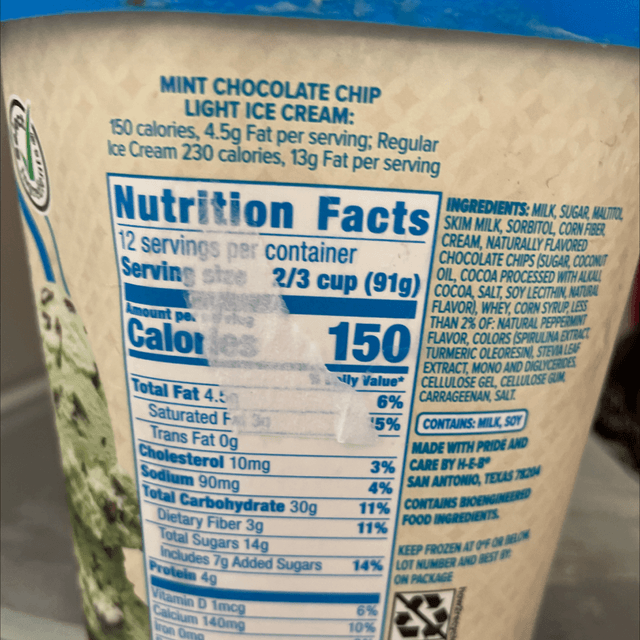 MINT CHOCOLATE CHIP
LIGHT ICE CREAM:
150 calories, 4.5g Fat per serving; Regular
Ice Cream 230 calories, 13g Fat per serving
Nutrition Facts
12 servings per container
Serving size 2/3 cup (91g)
Amount per serving
Calories 150
% Daily Value*
Total Fat 4.5g 6%
Saturated Fat 3g 15%
Trans Fat 0g
Cholesterol 10mg 3%
Sodium 90mg 4%
Total Carbohydrate 30g 11%
Dietary Fiber 3g 11%
Total Sugars 14g
Includes 7g Added Sugars 14%
Protein 4g
Vitamin D 1mcg 6%
Calcium 140mg 10%
Iron 0mg
INGREDIENTS: MILK, SUGAR, MALTITOL,
SKIM MILK, SORBITOL, CORN FIBER,
CREAM, NATURALLY FLAVORED
CHOCOLATE CHIPS (SUGAR, COCONUT
OIL, COCOA PROCESSED WITH ALKALI,
COCOA, SALT, SOY LECITHIN, NATURAL
FLAVOR), WHEY, CORN SYRUP, LESS
THAN 2% OF: NATURAL PEPPERMINT
FLAVOR, COLORS (SPIRULINA EXTRACT,
TURMERIC OLEORESIN), STEVIA LEAF
EXTRACT, MONO AND DIGLYCERIDES,
CELLULOSE GEL, CELLULOSE GUM,
CARRAGEENAN, SALT.
CONTAINS: MILK, SOY
MADE WITH PRIDE AND
CARE BY H-E-B®
SAN ANTONIO, TEXAS 78204
CONTAINS BIOENGINEERED
FOOD INGREDIENTS.
KEEP FROZEN AT 0°F OR BELOW.
LOT NUMBER AND BEST BY:
ON PACKAGE